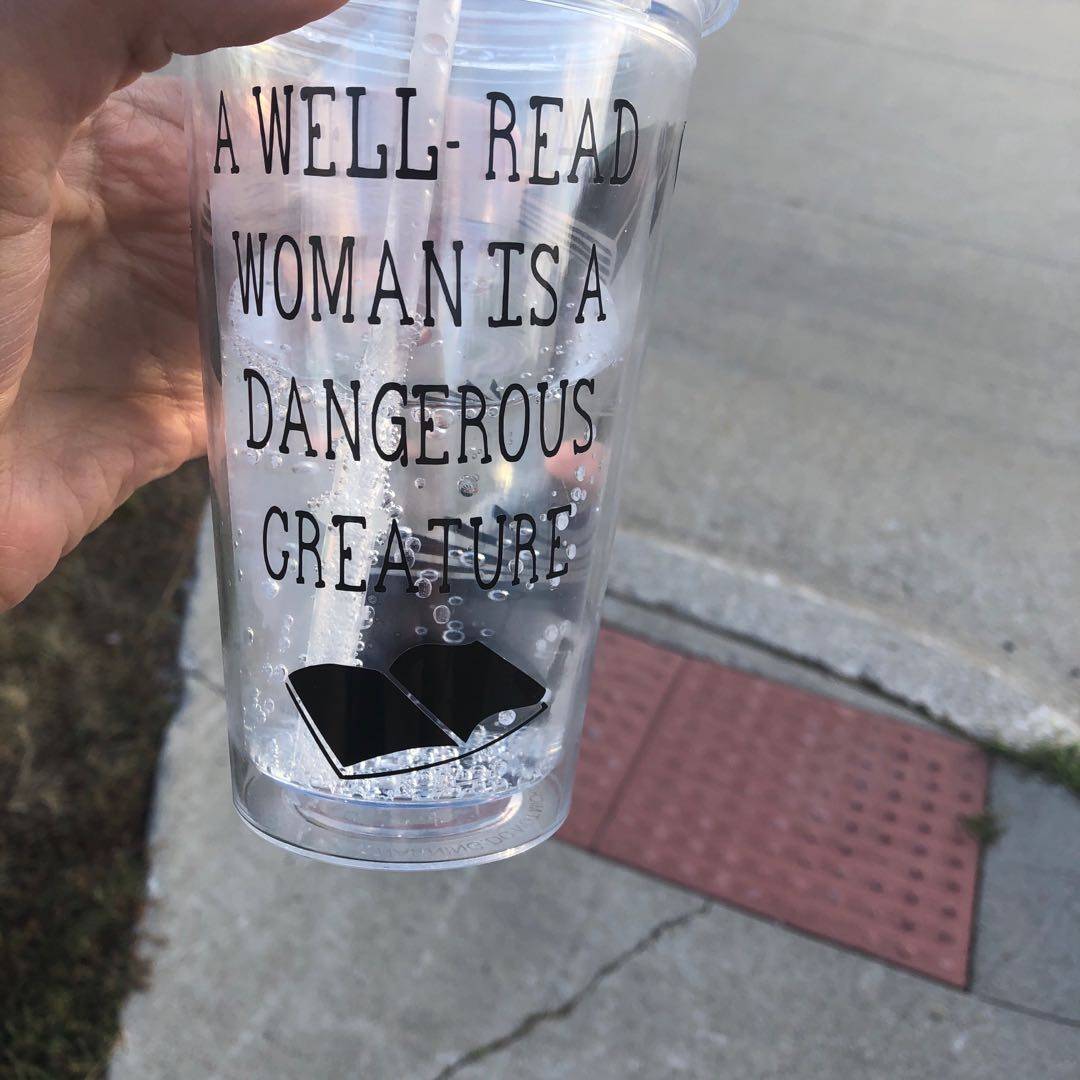 A WELL-READ
WOMAN IS A
DANGEROUS
CREATURE